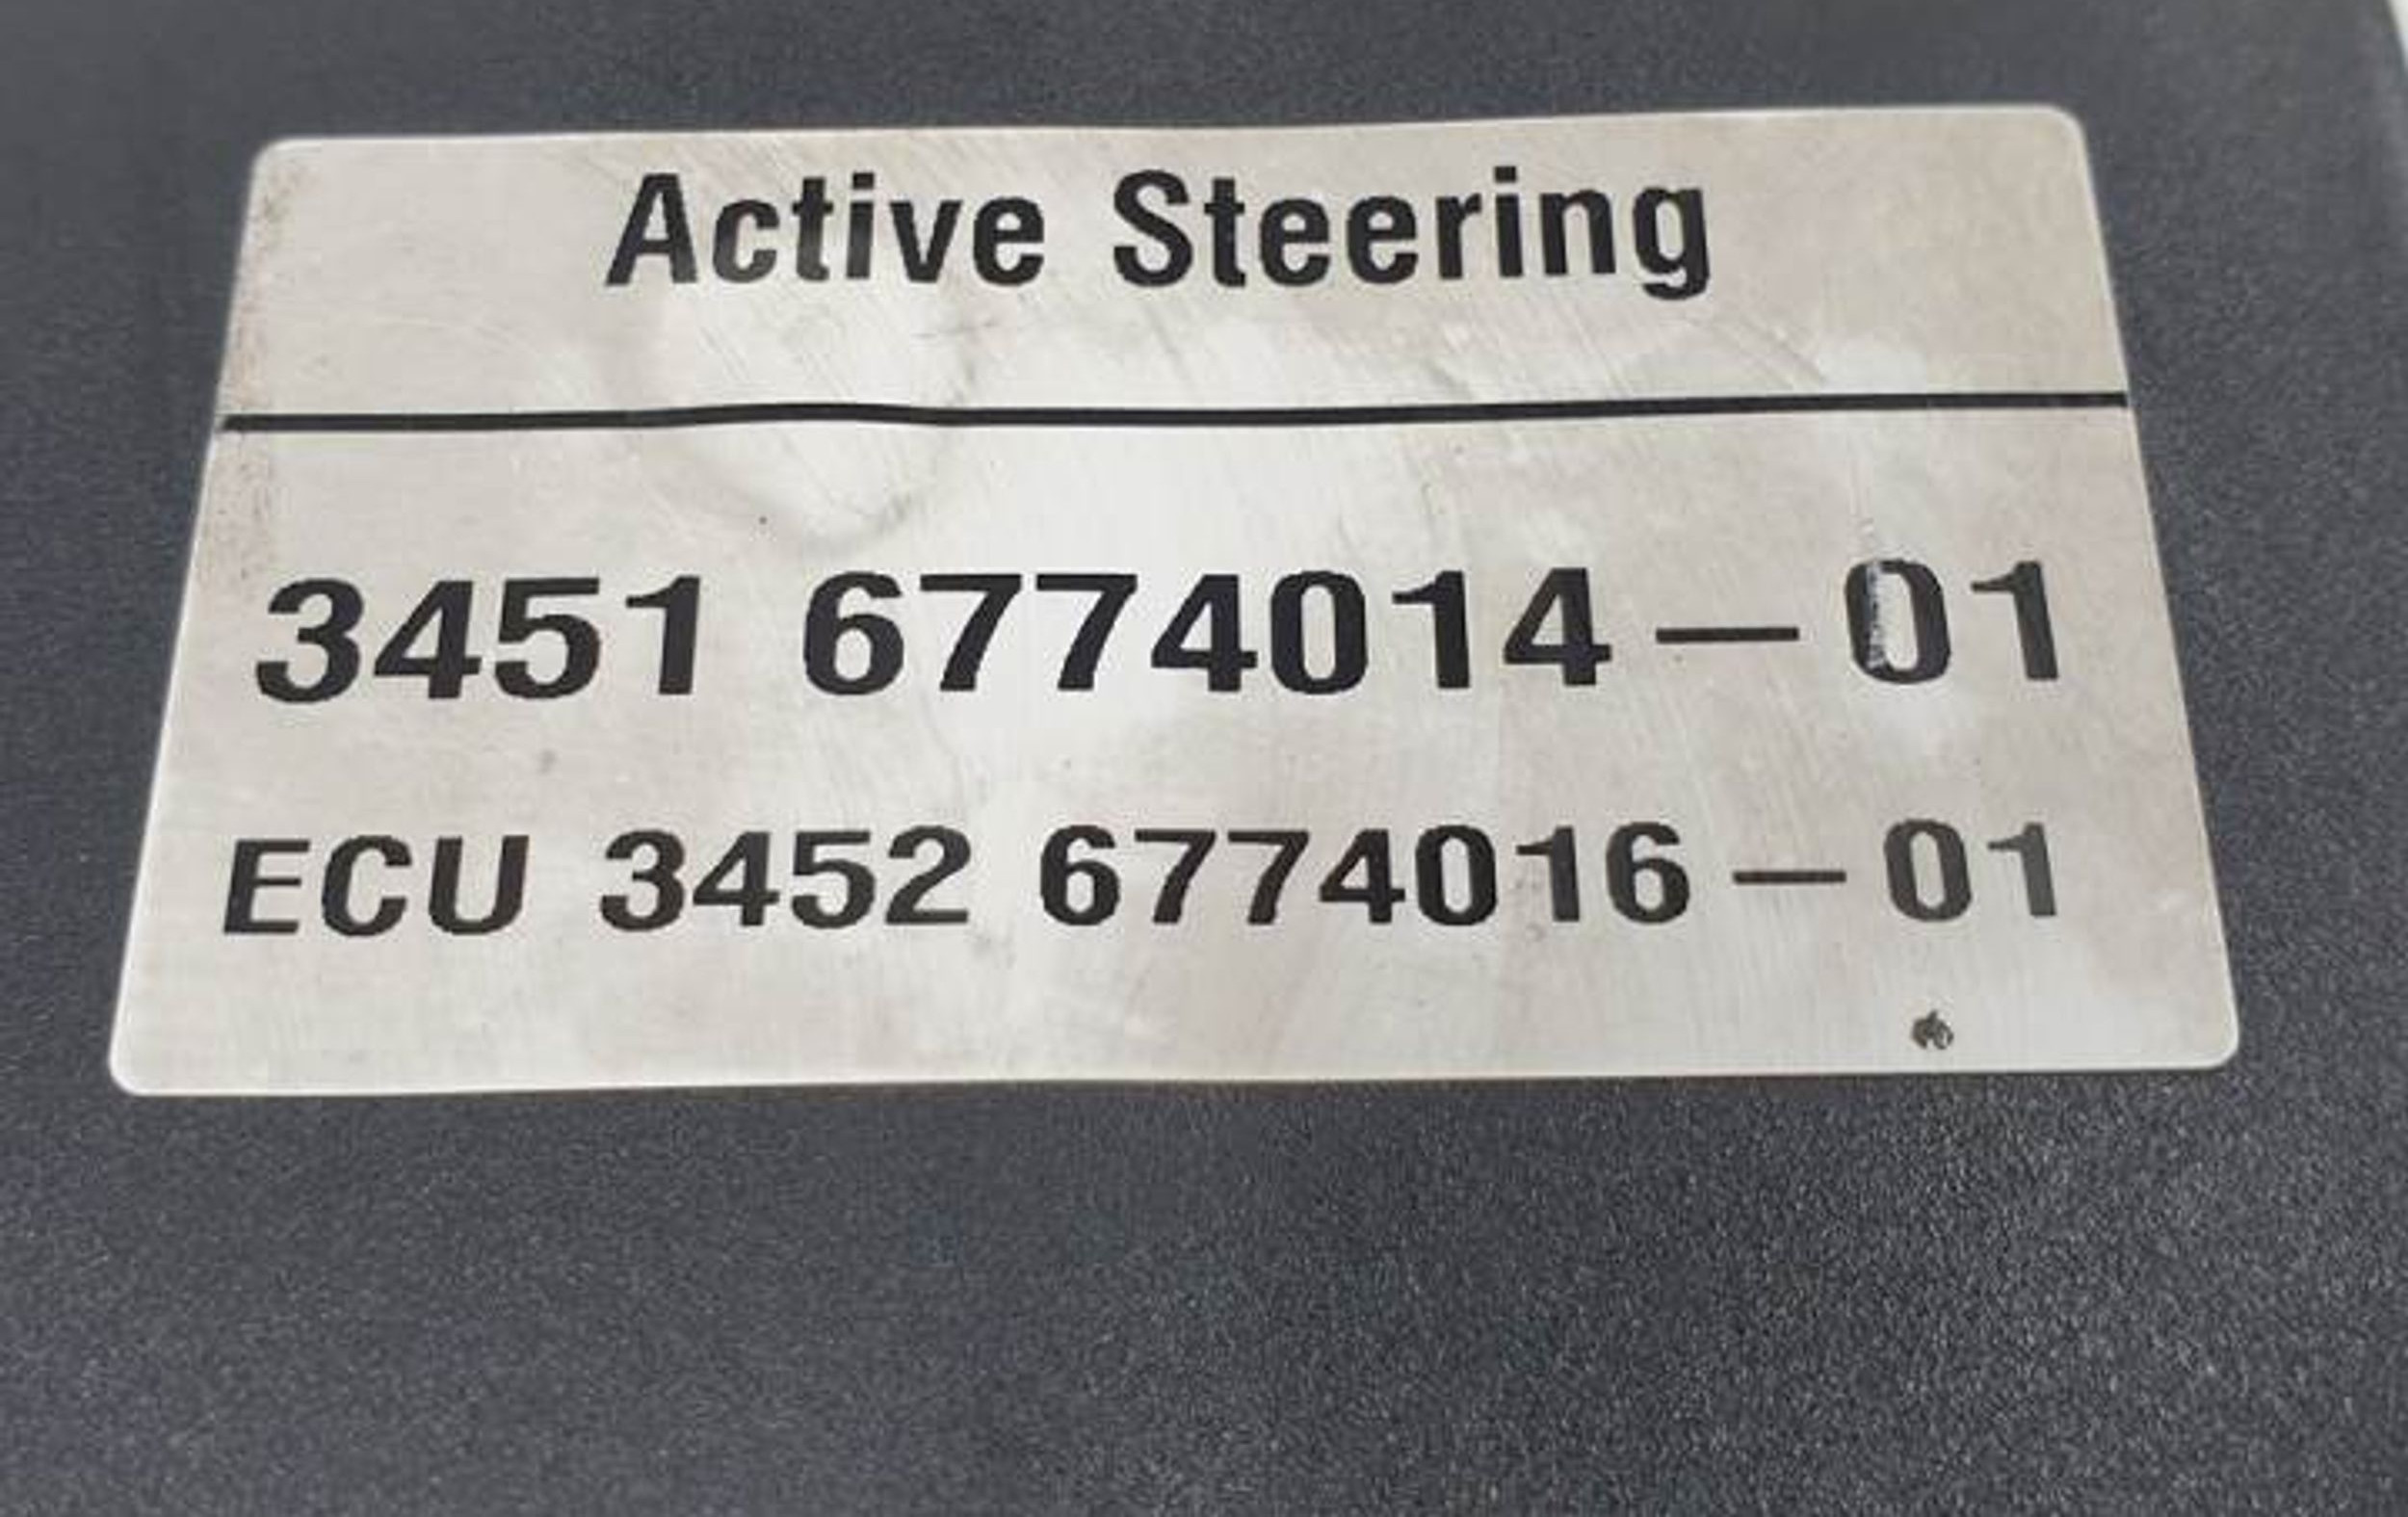 Active Steering
3451 6774014-01
ECU 3452 6774016-01